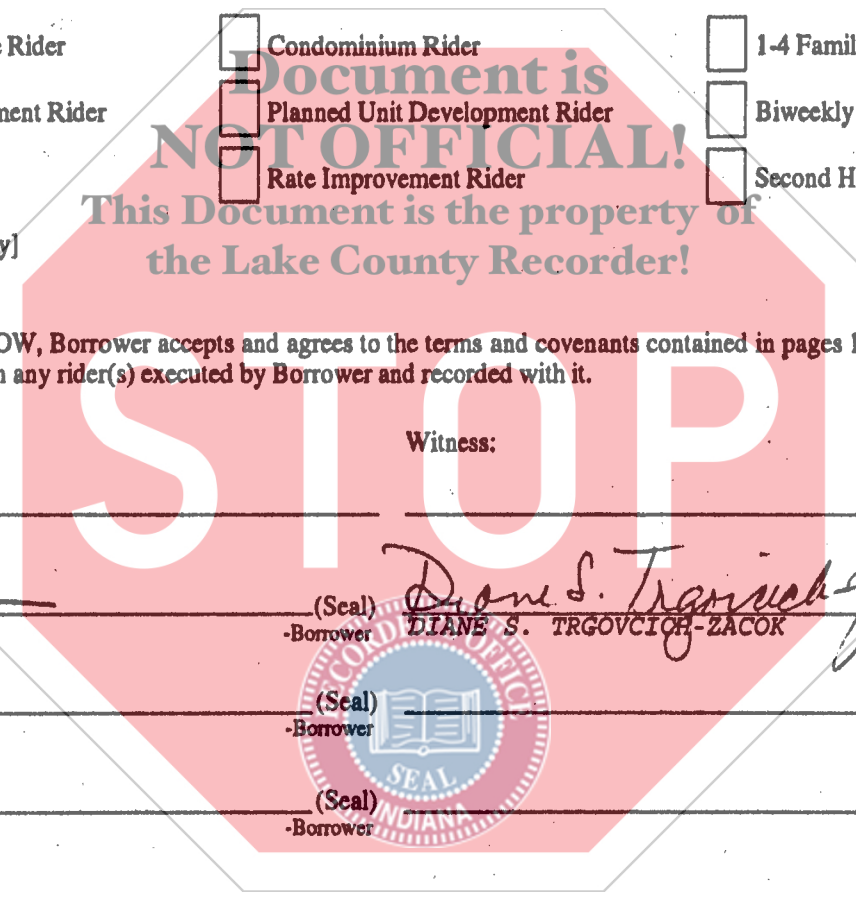 Rider
Condominium Rider
1-4 Famil
Document is
ment Rider
Planned Unit Development Rider
Biweekly
NOT OFFICIAL!
Rate Improvement Rider
Second H
This Document is the property of
y]
the Lake County Recorder!
OW, Borrower accepts and agrees to the terms and covenants contained in pages 1
n any rider(s) executed by Borrower and recorded with it.
STOP
Witness:
(Seal)
Diane S. Trgovcich-Z
-Borrower
DIANE S. TRGOVCICH-ZACOK
RECORDER'S OFFICE
(Seal)
-Borrower
SEAL
(Seal)
INDIANA
-Borrower